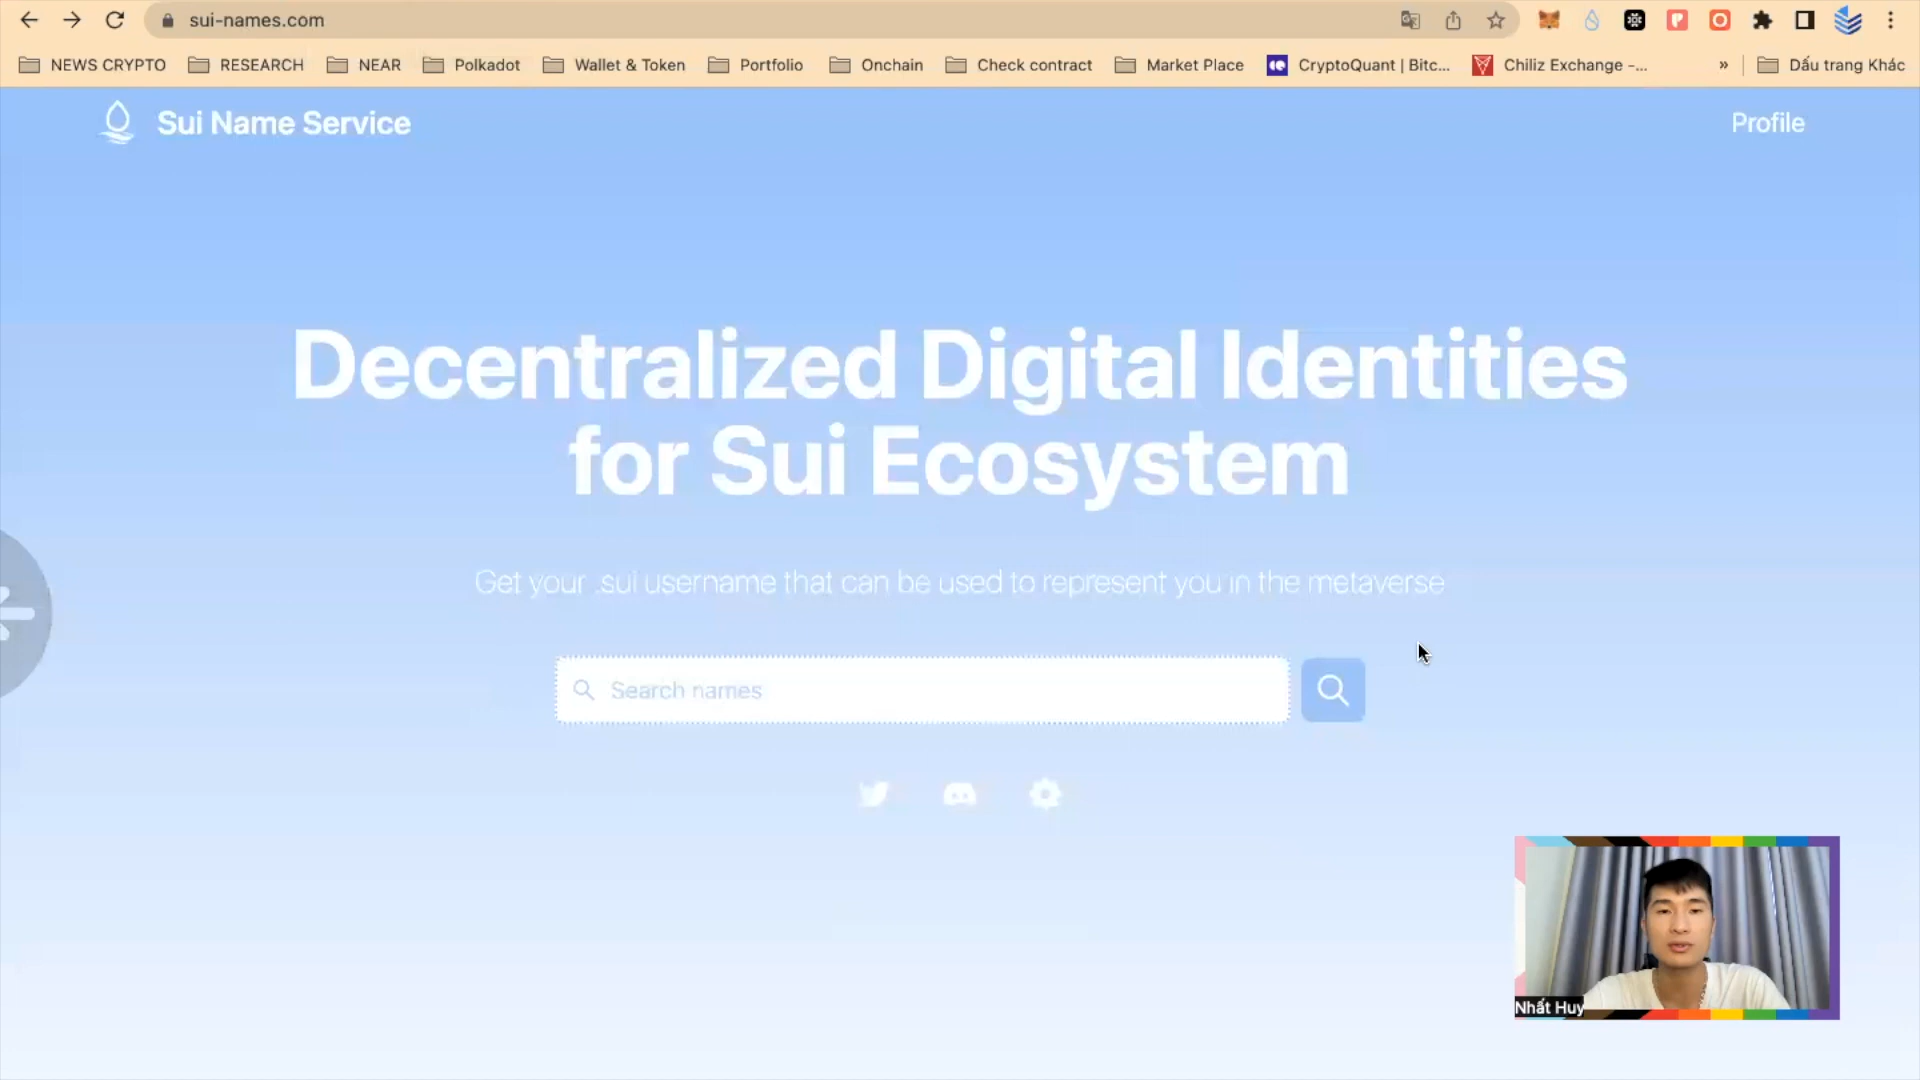 sui-names.com
NEWS CRYPTO RESEARCH NEAR Polkadot Wallet & Token Portfolio Onchain Check contract Market Place CryptoQuant | Bitc... Chiliz Exchange -... » Dấu trang Khác
Sui Name Service Profile
Decentralized Digital Identities
for Sui Ecosystem
Get your .sui username that can be used to represent you in the metaverse
Search names
Nhất Huy